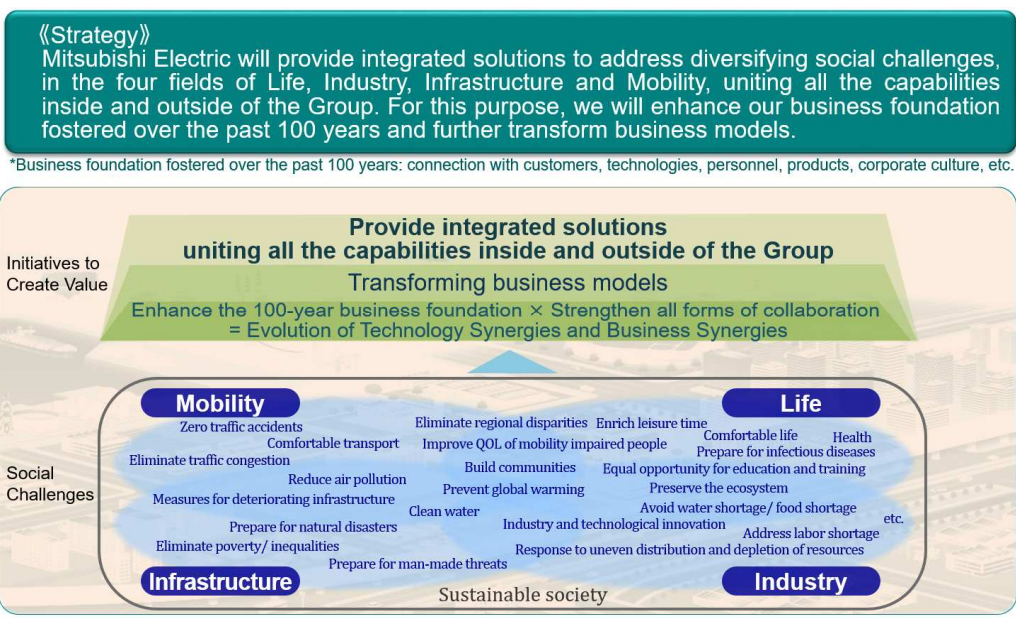 《Strategy》
Mitsubishi Electric will provide integrated solutions to address diversifying social challenges,
in the four fields of Life, Industry, Infrastructure and Mobility, uniting all the capabilities
inside and outside of the Group. For this purpose, we will enhance our business foundation
fostered over the past 100 years and further transform business models.
*Business foundation fostered over the past 100 years: connection with customers, technologies, personnel, products, corporate culture, etc.
Initiatives to
Create Value
Provide integrated solutions
uniting all the capabilities inside and outside of the Group
Transforming business models
Enhance the 100-year business foundation × Strengthen all forms of collaboration
= Evolution of Technology Synergies and Business Synergies
Social
Challenges
Mobility
Life
Zero traffic accidents
Eliminate regional disparities
Enrich leisure time
Comfortable transport
Improve QOL of mobility impaired people
Comfortable life
Health
Prepare for infectious diseases
Eliminate traffic congestion
Build communities
Equal opportunity for education and training
Reduce air pollution
Prevent global warming
Preserve the ecosystem
Measures for deteriorating infrastructure
Clean water
Avoid water shortage/ food shortage
etc.
Prepare for natural disasters
Industry and technological innovation
Address labor shortage
Eliminate poverty/ inequalities
Response to uneven distribution and depletion of resources
Prepare for man-made threats
Infrastructure
Industry
Sustainable society